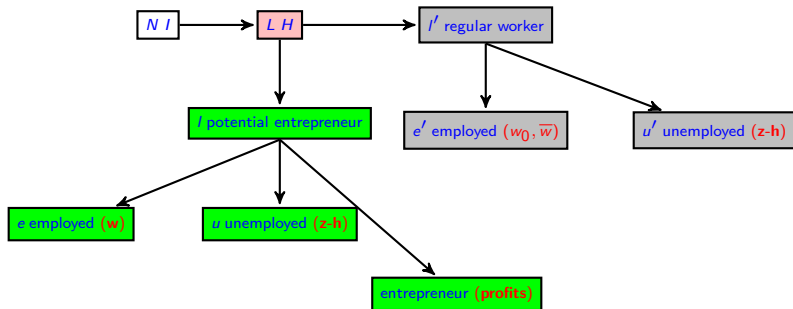 N I
L H
l′ regular worker
l potential entrepreneur
e′ employed (w₀, w̅)
u′ unemployed (z-h)
e employed (w)
u unemployed (z-h)
entrepreneur (profits)